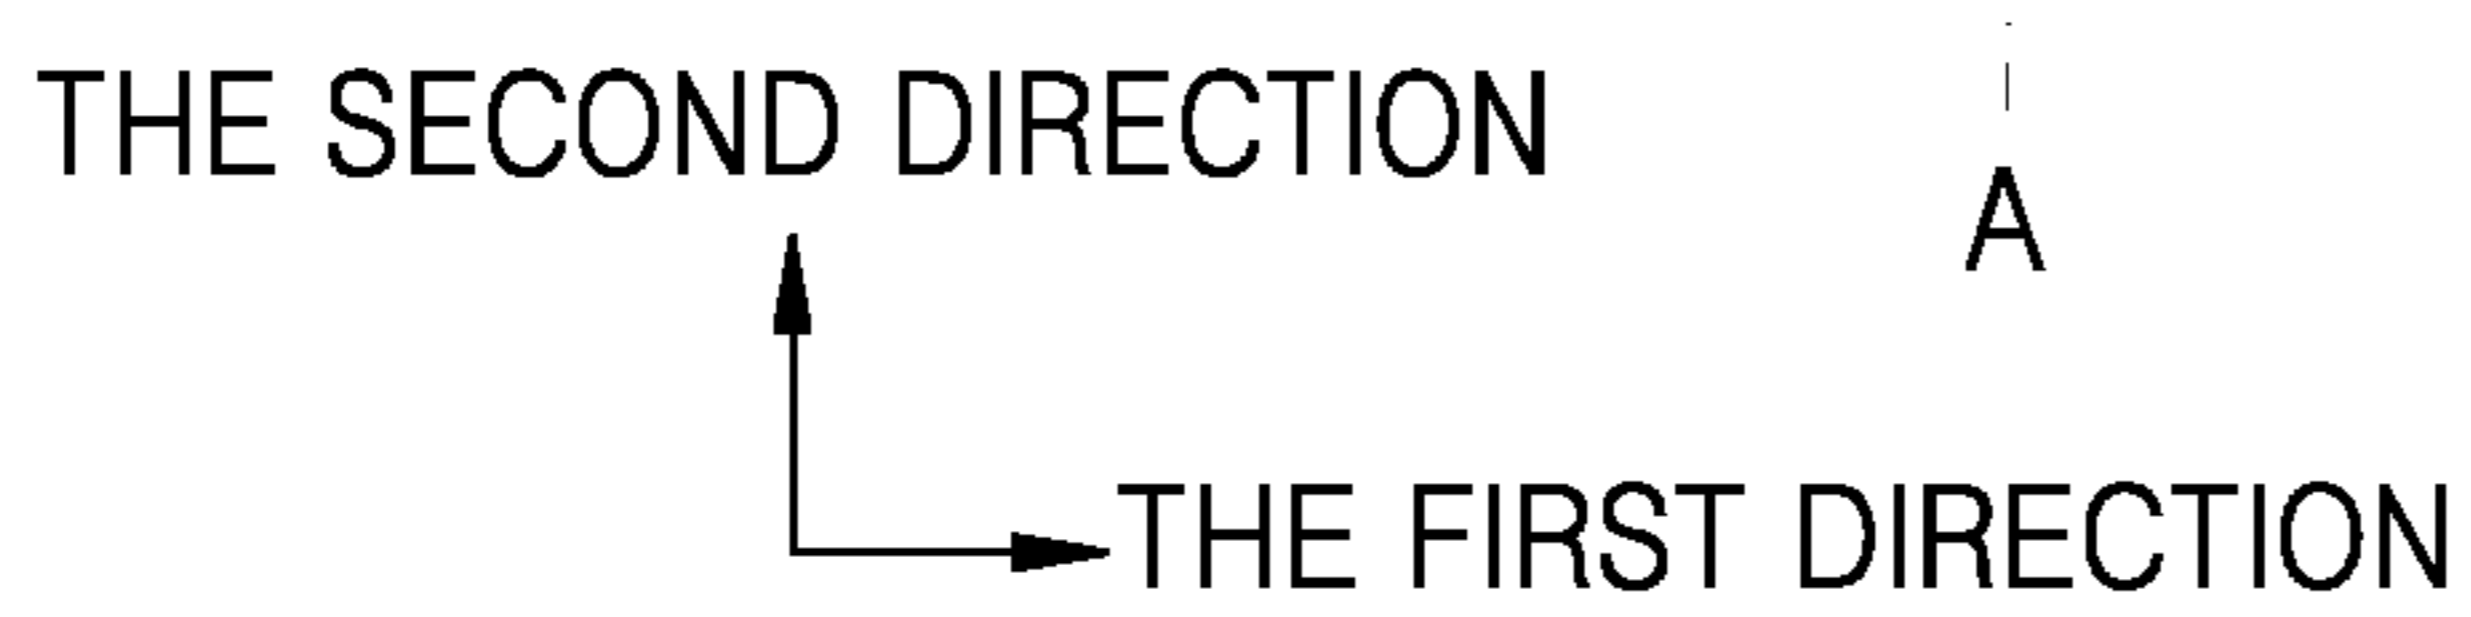 THE SECOND DIRECTION
A
THE FIRST DIRECTION